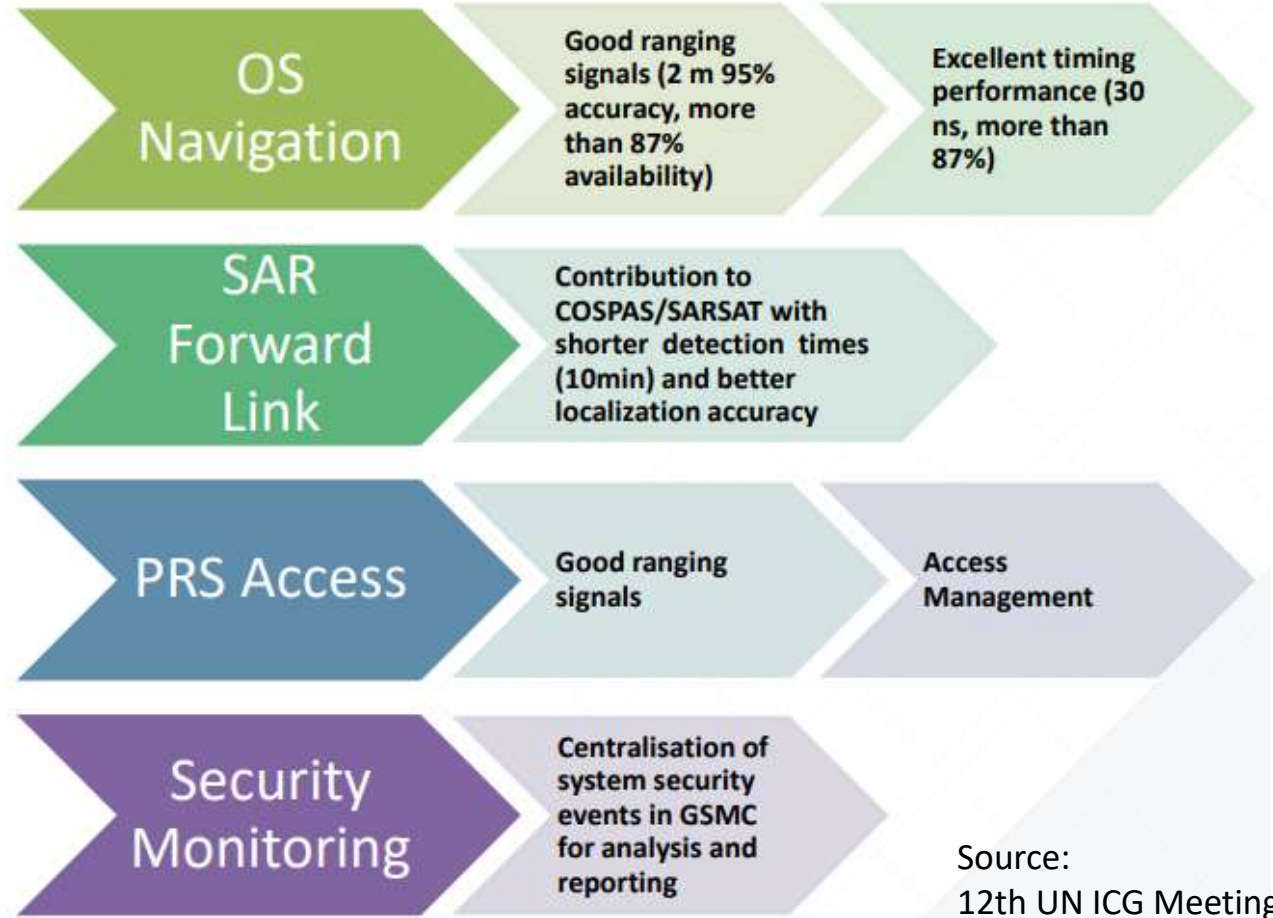 OS
Navigation
Good ranging
signals (2 m 95%
accuracy, more
than 87%
availability)
Excellent timing
performance (30
ns, more than
87%)
SAR
Forward
Link
Contribution to
COSPAS/SARSAT with
shorter detection times
(10min) and better
localization accuracy
PRS Access
Good ranging
signals
Access
Management
Security
Monitoring
Centralisation of
system security
events in GSMC
for analysis and
reporting
Source:
12th UN ICG Meeting